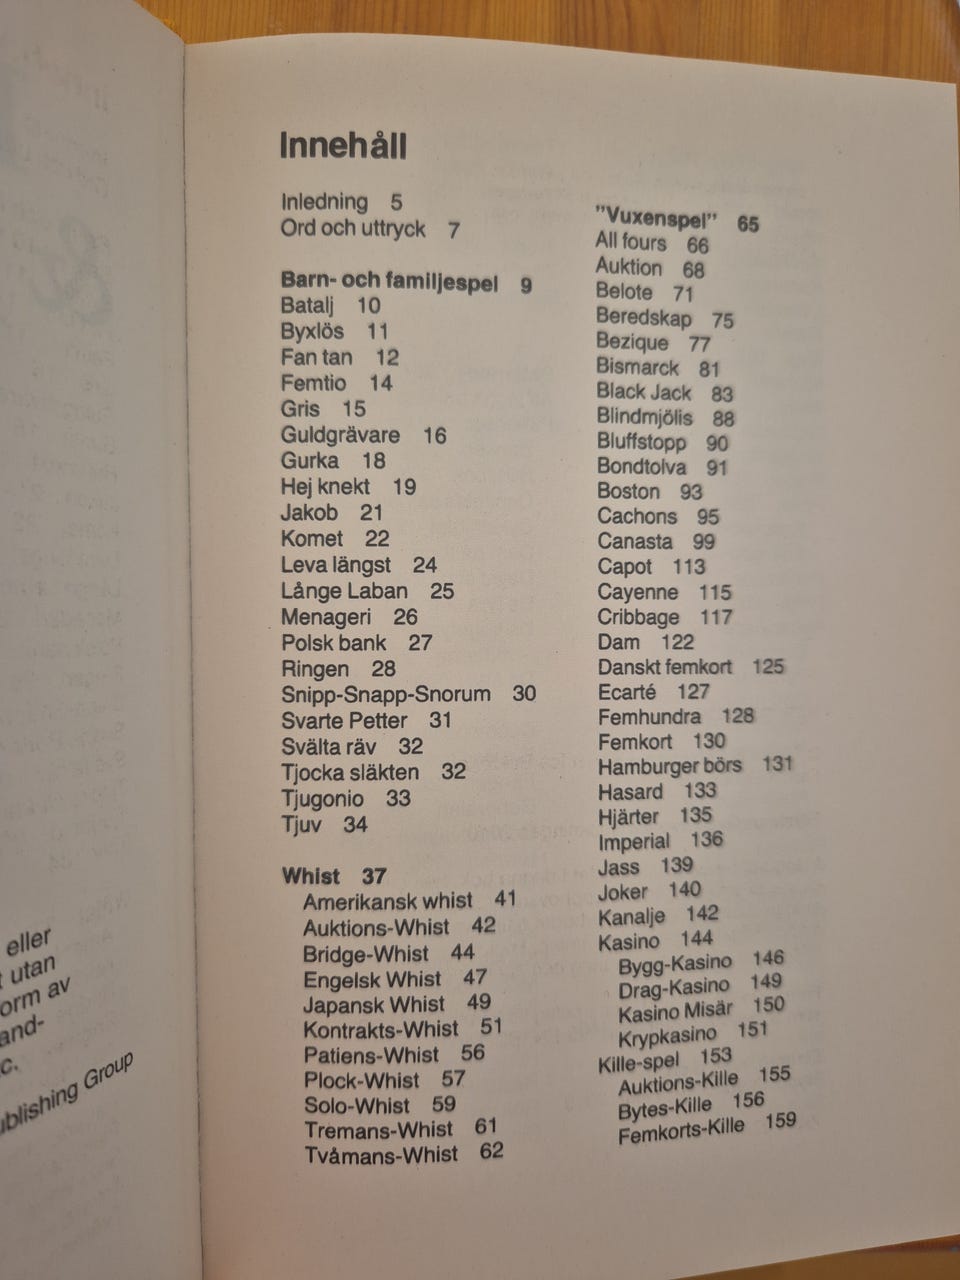 eller
utan
orm av
and-
c.
ublishing Group
Innehåll
Inledning 5
Ord och uttryck 7
Barn- och familjespel 9
Batalj 10
Byxlös 11
Fan tan 12
Femtio 14
Gris 15
Guldgrävare 16
Gurka 18
Hej knekt 19
Jakob 21
Komet 22
Leva längst 24
Långe Laban 25
Menageri 26
Polsk bank 27
Ringen 28
Snipp-Snapp-Snorum 30
Svarte Petter 31
Svälta räv 32
Tjocka släkten 32
Tjugonio 33
Tjuv 34
Whist 37
Amerikansk whist 41
Auktions-Whist 42
Bridge-Whist 44
Engelsk Whist 47
Japansk Whist 49
Kontrakts-Whist 51
Patiens-Whist 56
Plock-Whist 57
Solo-Whist 59
Tremans-Whist 61
Tvåmans-Whist 62
"Vuxenspel" 65
All fours 66
Auktion 68
Belote 71
Beredskap 75
Bezique 77
Bismarck 81
Black Jack 83
Blindmjölis 88
Bluffstopp 90
Bondtolva 91
Boston 93
Cachons 95
Canasta 99
Capot 113
Cayenne 115
Cribbage 117
Dam 122
Danskt femkort 125
Ecarté 127
Femhundra 128
Femkort 130
Hamburger börs 131
Hasard 133
Hjärter 135
Imperial 136
Jass 139
Joker 140
Kanalje 142
Kasino 144
Bygg-Kasino 146
Drag-Kasino 149
Kasino Misär 150
Krypkasino 151
Kille-spel 153
Auktions-Kille 155
Bytes-Kille 156
Femkorts-Kille 159